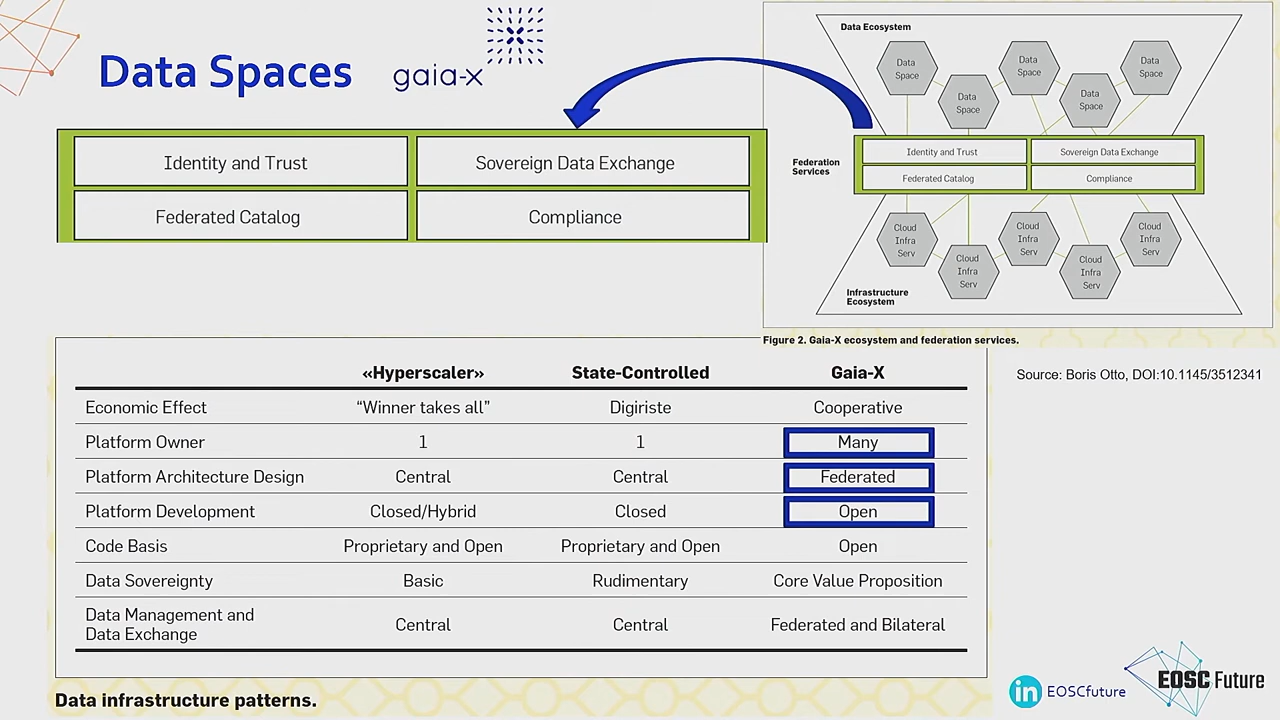 Data Spaces
gaia-x
Identity and Trust
Sovereign Data Exchange
Federated Catalog
Compliance
Data Ecosystem
Data
Space
Data
Space
Data
Space
Data
Space
Data
Space
Federation
Services
Identity and Trust
Sovereign Data Exchange
Federated Catalog
Compliance
Cloud
Infra
Serv
Cloud
Infra
Serv
Cloud
Infra
Serv
Cloud
Infra
Serv
Cloud
Infra
Serv
Infrastructure
Ecosystem
Figure 2. Gaia-X ecosystem and federation services.
Source: Boris Otto, DOI:10.1145/3512341
«Hyperscaler» State-Controlled Gaia-X
Economic Effect “Winner takes all” Digiriste Cooperative
Platform Owner 1 1 Many
Platform Architecture Design Central Central Federated
Platform Development Closed/Hybrid Closed Open
Code Basis Proprietary and Open Proprietary and Open Open
Data Sovereignty Basic Rudimentary Core Value Proposition
Data Management and
Data Exchange Central Central Federated and Bilateral
Data infrastructure patterns.
in EOSCfuture
EOSC Future